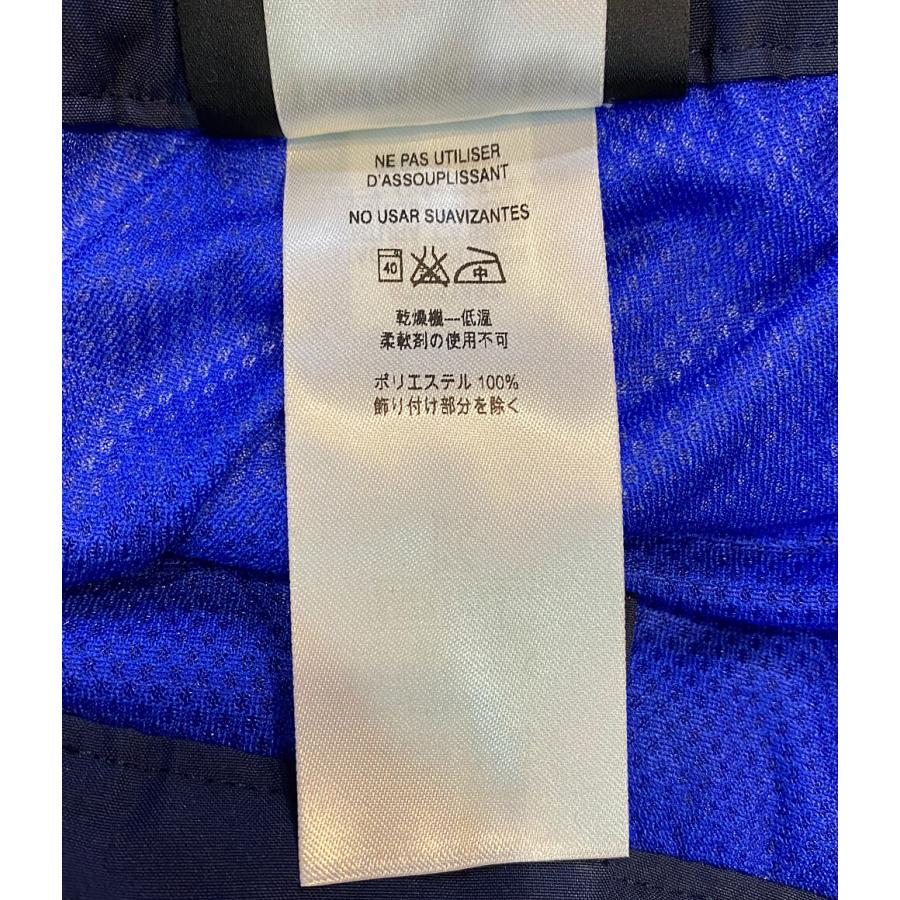 NE PAS UTILISER
D'ASSOUPLISSANT
NO USAR SUAVIZANTES
40 中
乾燥機—低温
柔軟剤の使用不可
ポリエステル 100%
飾り付け部分を除く